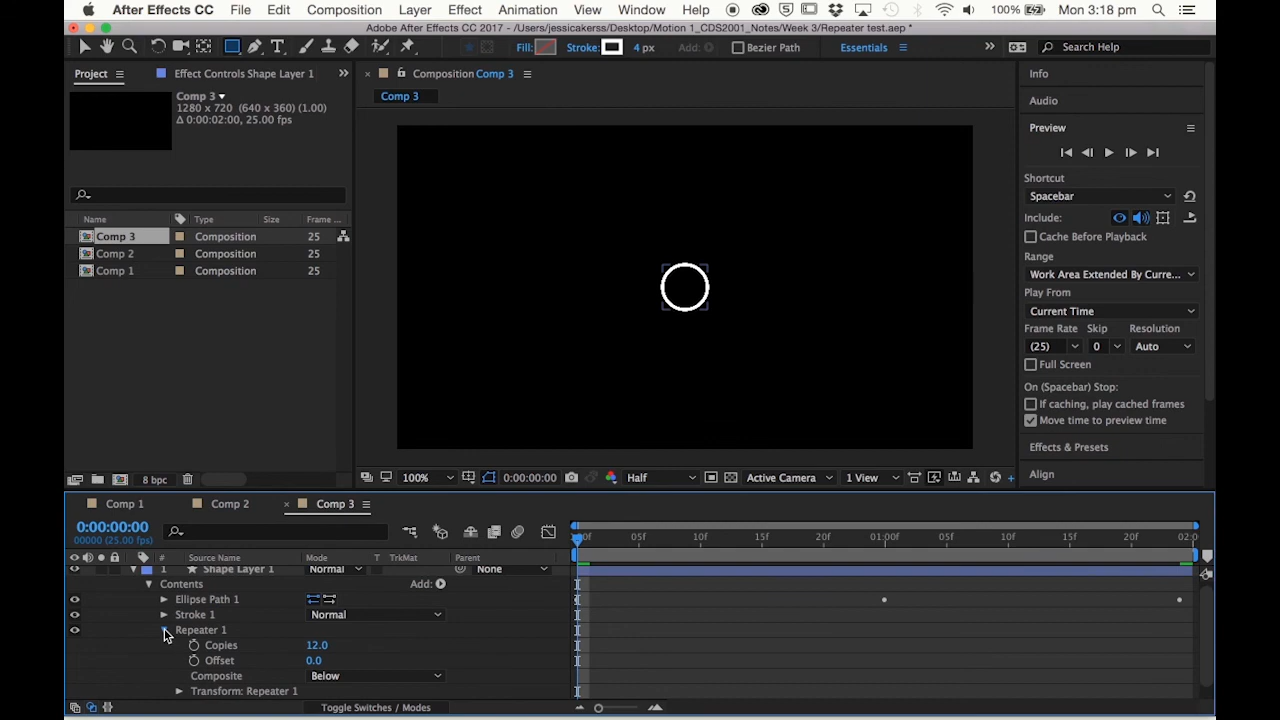 After Effects CC File Edit Composition Layer Effect Animation View Window Help 100% Mon 3:18 pm
Adobe After Effects CC 2017 - /Users/jessicakerss/Desktop/Motion 1_CDS2001_Notes/Week 3/Repeater test.aep *
Fill: Stroke: 4 px Add: Bezier Path Essentials Search Help
Project Effect Controls Shape Layer 1 Composition Comp 3 Info
Comp 3
1280 x 720 (640 x 360) (1.00)
Δ 0:00:02:00, 25.00 fps
Comp 3
Audio
Preview
Shortcut
Spacebar
Include:
Cache Before Playback
Range
Work Area Extended By Curre...
Play From
Current Time
Frame Rate Skip Resolution
(25) 0 Auto
Full Screen
On (Spacebar) Stop:
If caching, play cached frames
Move time to preview time
Effects & Presets
Align
Name Type Size Frame ...
Comp 3 Composition 25
Comp 2 Composition 25
Comp 1 Composition 25
8 bpc 100% 0:00:00:00 Half Active Camera 1 View
Comp 1 Comp 2 Comp 3
0:00:00:00
00000 (25.00 fps)
05f 10f 15f 20f 01:00f 05f 10f 15f 20f 02:0
# Source Name Mode T TrkMat Parent
1 Shape Layer 1 Normal None
Contents Add:
Ellipse Path 1
Stroke 1 Normal
Repeater 1
Copies 12.0
Offset 0.0
Composite Below
Transform: Repeater 1
Toggle Switches / Modes